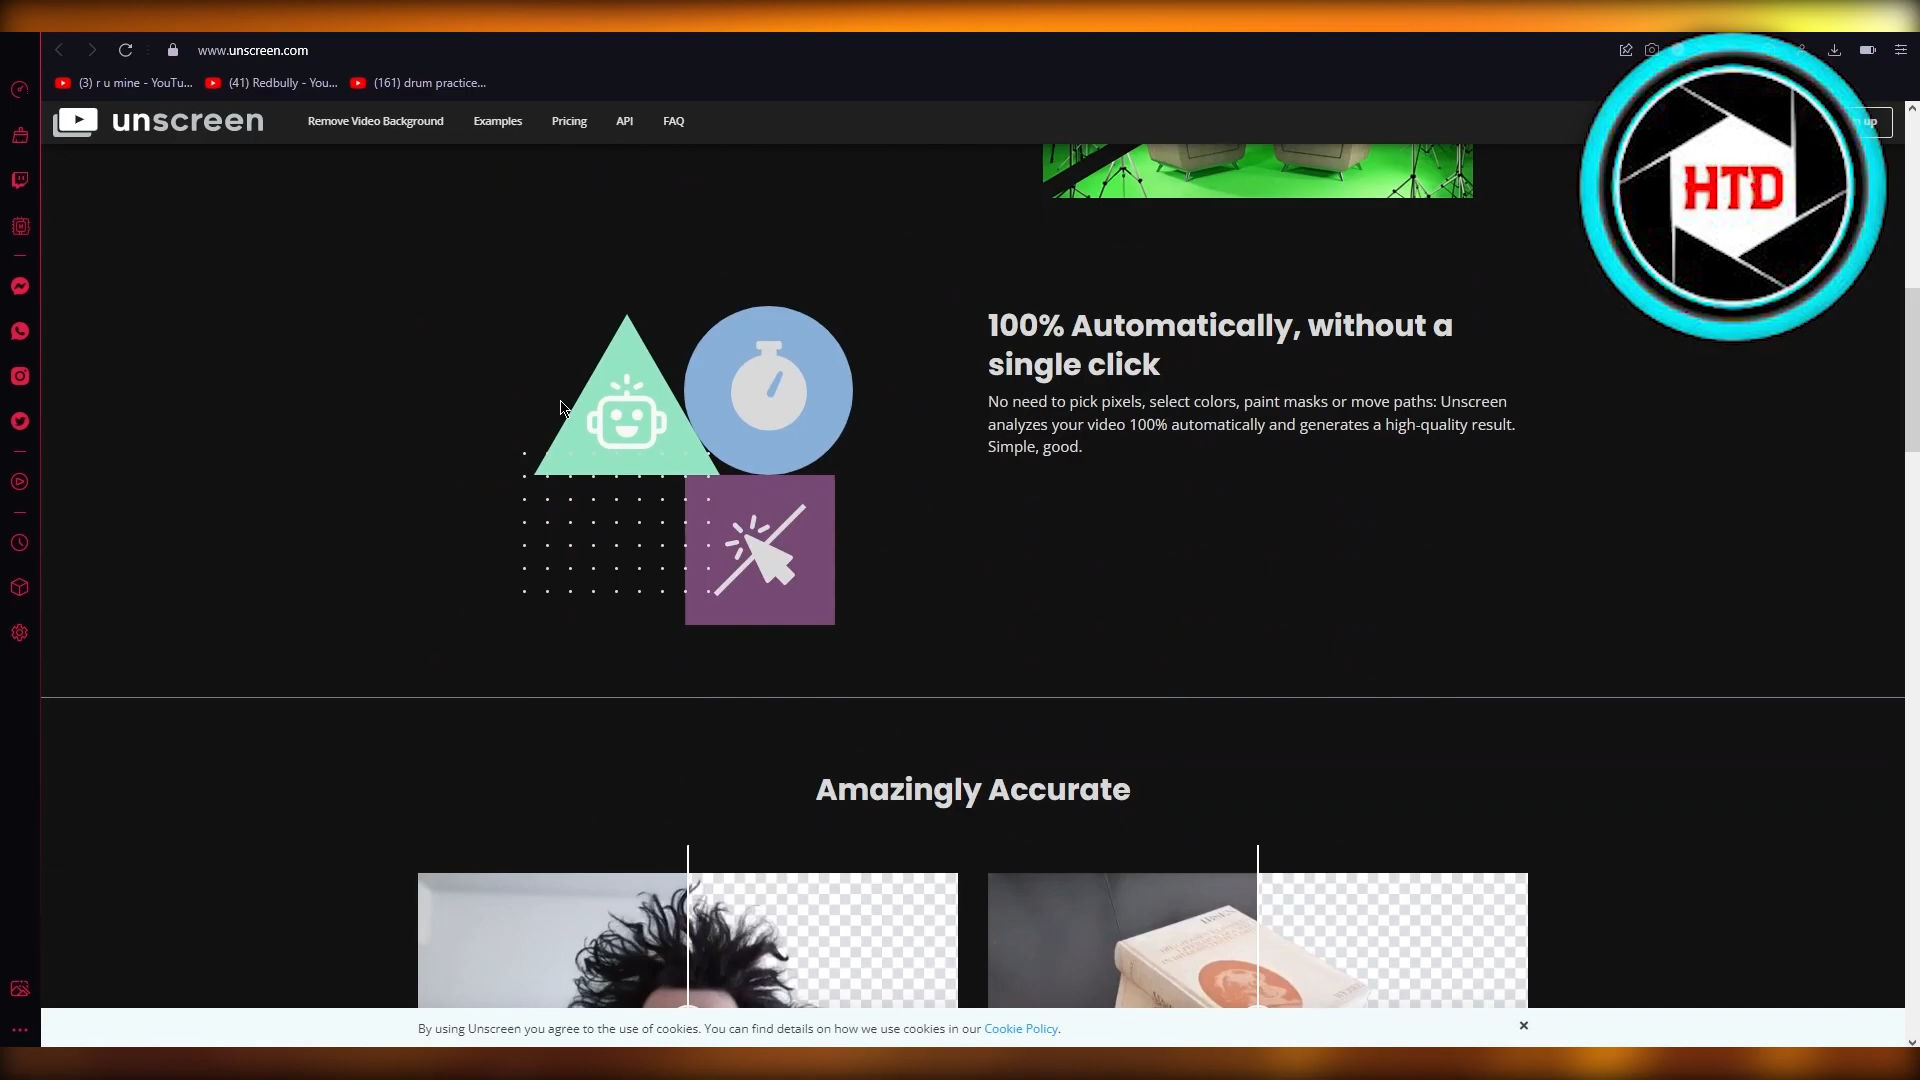 www.unscreen.com
(3) r u mine - YouTu...
(41) Redbully - You...
(161) drum practice...
unscreen
Remove Video Background
Examples
Pricing
API
FAQ
up
HTD
100% Automatically, without a
single click
No need to pick pixels, select colors, paint masks or move paths: Unscreen
analyzes your video 100% automatically and generates a high-quality result.
Simple, good.
Amazingly Accurate
IBSEN
By using Unscreen you agree to the use of cookies. You can find details on how we use cookies in our Cookie Policy.